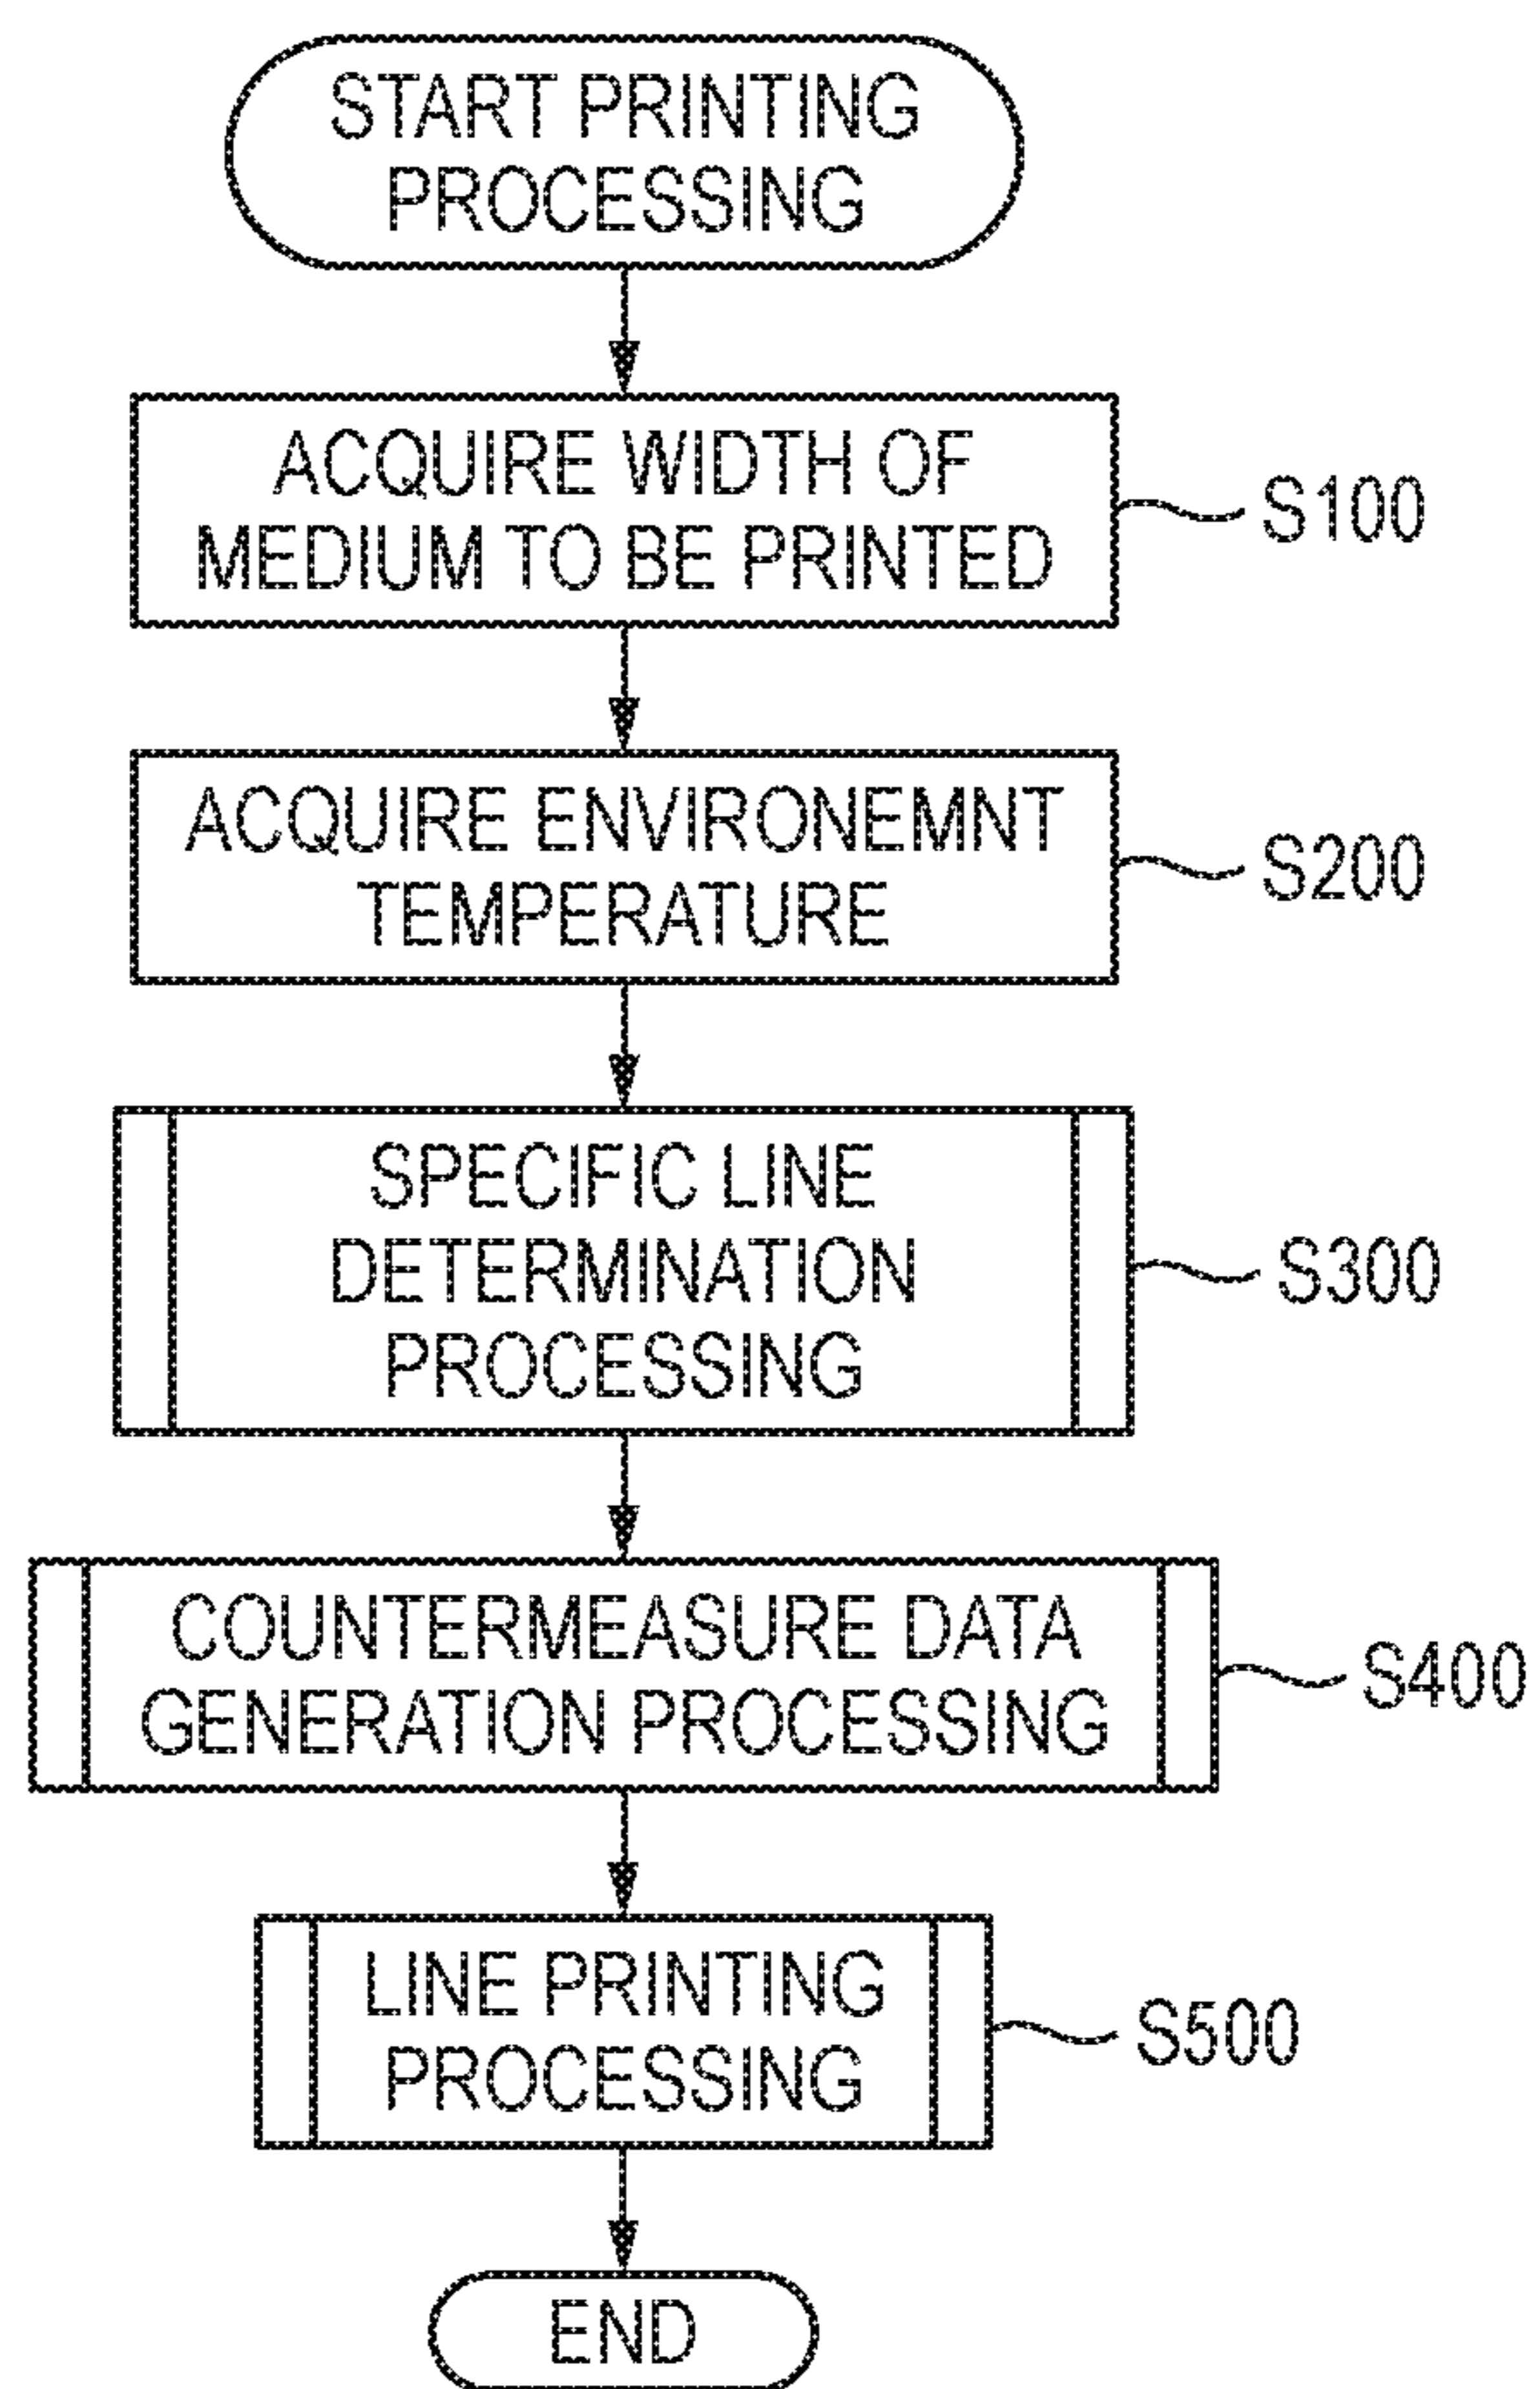 START PRINTING
PROCESSING
ACQUIRE WIDTH OF
MEDIUM TO BE PRINTED
S100
ACQUIRE ENVIRONEMNT
TEMPERATURE
S200
SPECIFIC LINE
DETERMINATION
PROCESSING
S300
COUNTERMEASURE DATA
GENERATION PROCESSING
S400
LINE PRINTING
PROCESSING
S500
END